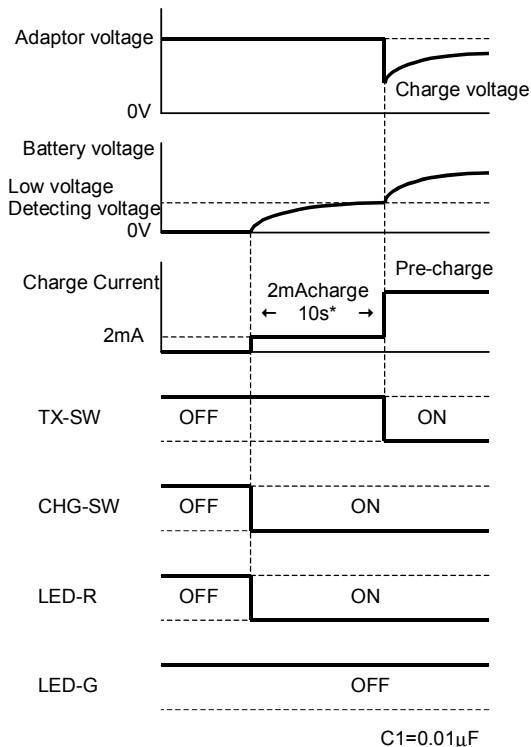 Adaptor voltage
Charge voltage
0V
Battery voltage
Low voltage
Detecting voltage
0V
Pre-charge
Charge Current
2mAcharge
← 10s* →
2mA
TX-SW OFF ON
CHG-SW OFF ON
LED-R OFF ON
LED-G OFF
C1=0.01μF